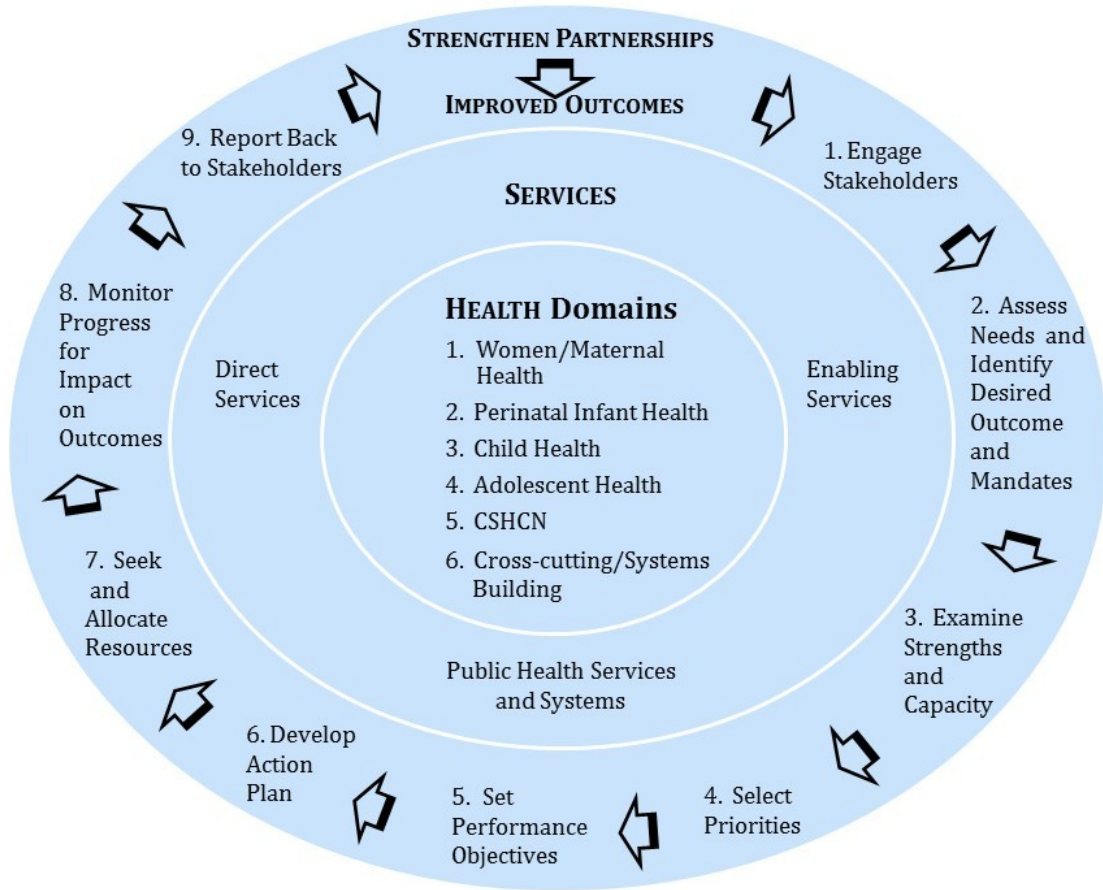 STRENGTHEN PARTNERSHIPS
IMPROVED OUTCOMES
1. Engage
Stakeholders
2. Assess
Needs and
Identify
Desired
Outcome
and
Mandates
3. Examine
Strengths
and
Capacity
4. Select
Priorities
5. Set
Performance
Objectives
6. Develop
Action
Plan
7. Seek
and
Allocate
Resources
8. Monitor
Progress
for
Impact
on
Outcomes
9. Report Back
to Stakeholders
SERVICES
Direct
Services
Enabling
Services
Public Health Services
and Systems
HEALTH Domains
1. Women/Maternal
Health
2. Perinatal Infant Health
3. Child Health
4. Adolescent Health
5. CSHCN
6. Cross-cutting/Systems
Building